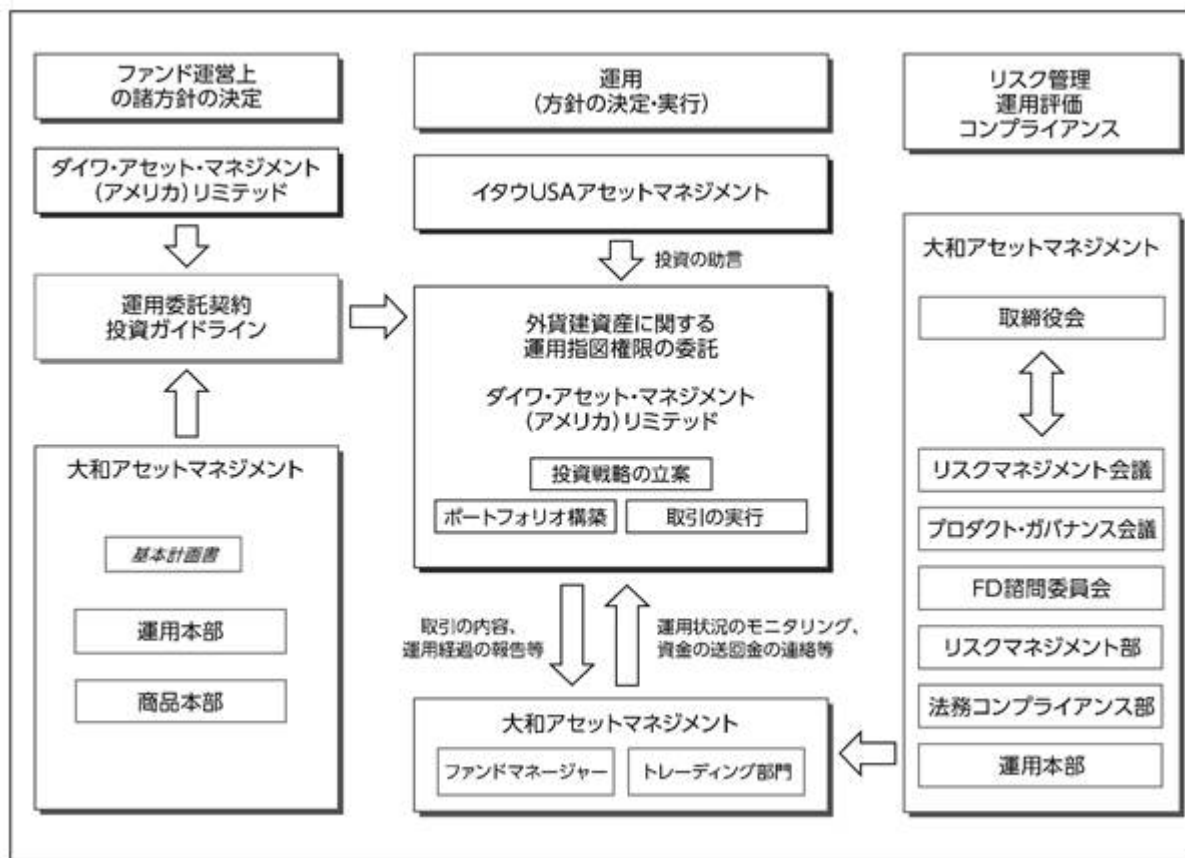 ファンド運営上
の諸方針の決定
ダイワ・アセット・マネジメント
(アメリカ)リミテッド
運用委託契約
投資ガイドライン
大和アセットマネジメント
基本計画書
運用本部
商品本部
運用
(方針の決定・実行)
イタウUSAアセットマネジメント
投資の助言
外貨建資産に関する
運用指図権限の委託
ダイワ・アセット・マネジメント
(アメリカ)リミテッド
投資戦略の立案
ポートフォリオ構築
取引の実行
取引の内容、
運用経過の報告等
運用状況のモニタリング、
資金の送回金の連絡等
大和アセットマネジメント
ファンドマネージャー
トレーディング部門
リスク管理
運用評価
コンプライアンス
大和アセットマネジメント
取締役会
リスクマネジメント会議
プロダクト・ガバナンス会議
FD諮問委員会
リスクマネジメント部
法務コンプライアンス部
運用本部